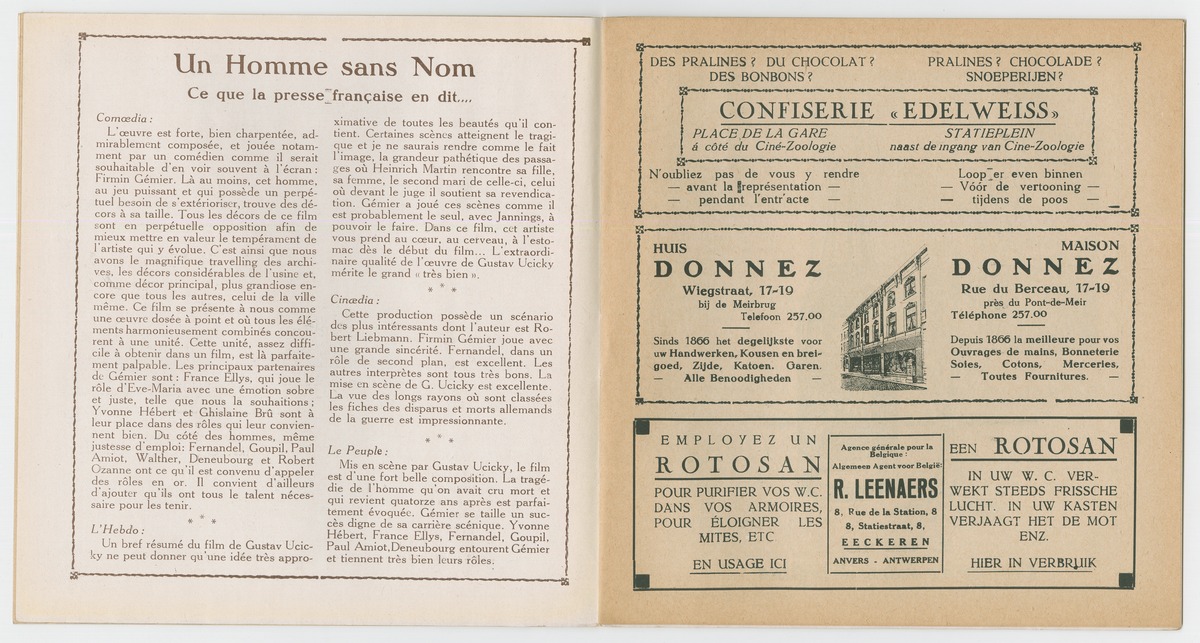 Un Homme sans Nom
Ce que la presse française en dit....
Comœdia :
L'œuvre est forte, bien charpentée, ad-
mirablement composée, et jouée notam-
ment par un comédien comme il serait
souhaitable d'en voir souvent à l'écran :
Firmin Gémier. Là au moins, cet homme,
au jeu puissant et qui possède un perpé-
tuel besoin de s'extérioriser, trouve des dé-
cors à sa taille. Tous les décors de ce film
sont en perpétuelle opposition afin de
mieux mettre en valeur le tempérament de
l'artiste qui y évolue. C'est ainsi que nous
avons le magnifique travelling des archi-
ves, les décors considérables de l'usine et,
comme décor principal, plus grandiose en-
core que tous les autres, celui de la ville
même. Ce film se présente à nous comme
une œuvre dosée à point et où tous les élé-
ments harmonieusement combinés concou-
rent à une unité. Cette unité, assez diffi-
cile à obtenir dans un film, est là parfaite-
ment palpable. Les principaux partenaires
de Gémier sont : France Ellys, qui joue le
rôle d'Eve-Maria avec une émotion sobre
et juste, telle que nous la souhaitions ;
Yvonne Hébert et Ghislaine Brû sont à
leur place dans des rôles qui leur convien-
nent bien. Du côté des hommes, même
justesse d'emploi: Fernandel, Goupil, Paul
Amiot, Walther, Deneubourg et Robert
Ozanne ont ce qu'il est convenu d'appeler
des rôles en or. Il convient d'ailleurs
d'ajouter qu'ils ont tous le talent néces-
saire pour les tenir.
* * *
L'Hebdo :
Un bref résumé du film de Gustav Ucic-
ky ne peut donner qu'une idée très appro-
ximative de toutes les beautés qu'il con-
tient. Certaines scènes atteignent le tragi-
que et je ne saurais rendre comme le fait
l'image, la grandeur pathétique des passa-
ges où Heinrich Martin rencontre sa fille,
sa femme, le second mari de celle-ci, celui
où devant le juge il soutient sa revendica-
tion. Gémier a joué ces scènes comme il
est probablement le seul, avec Jannings, à
pouvoir le faire. Dans ce film, cet artiste
vous prend au cœur, au cerveau, à l'esto-
mac dès le début du film... L'extraordi-
naire qualité de l'œuvre de Gustav Ucicky
mérite le grand « très bien ».
* * *
Cinœdia :
Cette production possède un scénario
des plus intéressants dont l'auteur est Ro-
bert Liebmann. Firmin Gémier joue avec
une grande sincérité. Fernandel, dans un
rôle de second plan, est excellent. Les
autres interprètes sont tous très bons. La
mise en scène de G. Ucicky est excellente.
La vue des longs rayons où sont classées
les fiches des disparus et morts allemands
de la guerre est impressionnante.
* * *
Le Peuple :
Mis en scène par Gustav Ucicky, le film
est d'une fort belle composition. La tragé-
die de l'homme qu'on avait cru mort et
qui revient quatorze ans après est parfai-
tement évoquée. Gémier se taille un suc-
cès digne de sa carrière scénique. Yvonne
Hébert, France Ellys, Fernandel, Goupil,
Paul Amiot,Deneubourg entourent Gémier
et tiennent très bien leurs rôles.
DES PRALINES ? DU CHOCOLAT ?
DES BONBONS ?
PRALINES ? CHOCOLADE ?
SNOEPERIJEN ?
CONFISERIE « EDELWEISS»
PLACE DE LA GARE
á côté du Ciné-Zoologie
STATIEPLEIN
naast de ingang van Cine-Zoologie
N'oubliez pas de vous y rendre
— avant la représentation —
— pendant l'entr'acte —
Loop er even binnen
— Vóór de vertooning —
— tijdens de poos —
HUIS
DONNEZ
Wiegstraat, 17-19
bij de Meirbrug
Telefoon 257,00
Sinds 1866 het degelijkste voor
uw Handwerken, Kousen en brei-
goed, Zijde, Katoen. Garen.
— Alle Benoodigheden —
MAISON
DONNEZ
Rue du Berceau, 17-19
près du Pont-de-Meir
Téléphone 257.00
Depuis 1866 la meilleure pour vos
Ouvrages de mains, Bonneterie
Soles, Cotons, Merceries,
— Toutes Fournitures. —
EMPLOYEZ UN
ROTOSAN
POUR PURIFIER VOS W.C.
DANS VOS ARMOIRES,
POUR ÉLOIGNER LES
MITES, ETC
EN USAGE ICI
Agence générale pour la
Belgique :
Algemeen Agent voor België:
R. LEENAERS
8, Rue de la Station, 8
8, Statiestraat, 8,
EECKEREN
ANVERS - ANTWERPEN
EEN ROTOSAN
IN UW W. C. VER-
WEKT STEEDS FRISSCHE
LUCHT. IN UW KASTEN
VERJAAGT HET DE MOT
ENZ.
HIER IN VERBRUIK